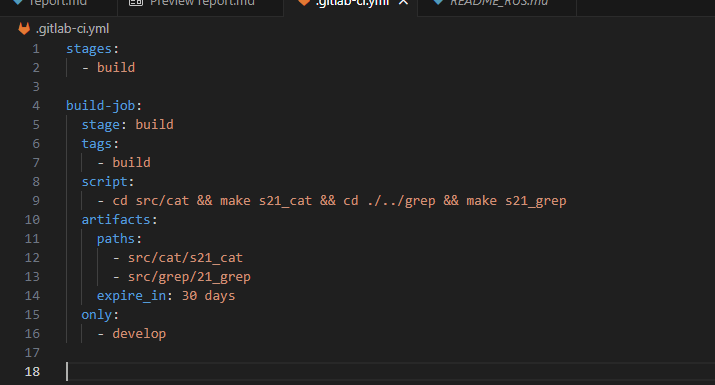 report.md Preview report.md .gitlab-ci.yml README_RUS.md
.gitlab-ci.yml
1 stages:
2 - build
3
4 build-job:
5 stage: build
6 tags:
7 - build
8 script:
9 - cd src/cat && make s21_cat && cd ./../grep && make s21_grep
10 artifacts:
11 paths:
12 - src/cat/s21_cat
13 - src/grep/21_grep
14 expire_in: 30 days
15 only:
16 - develop
17
18